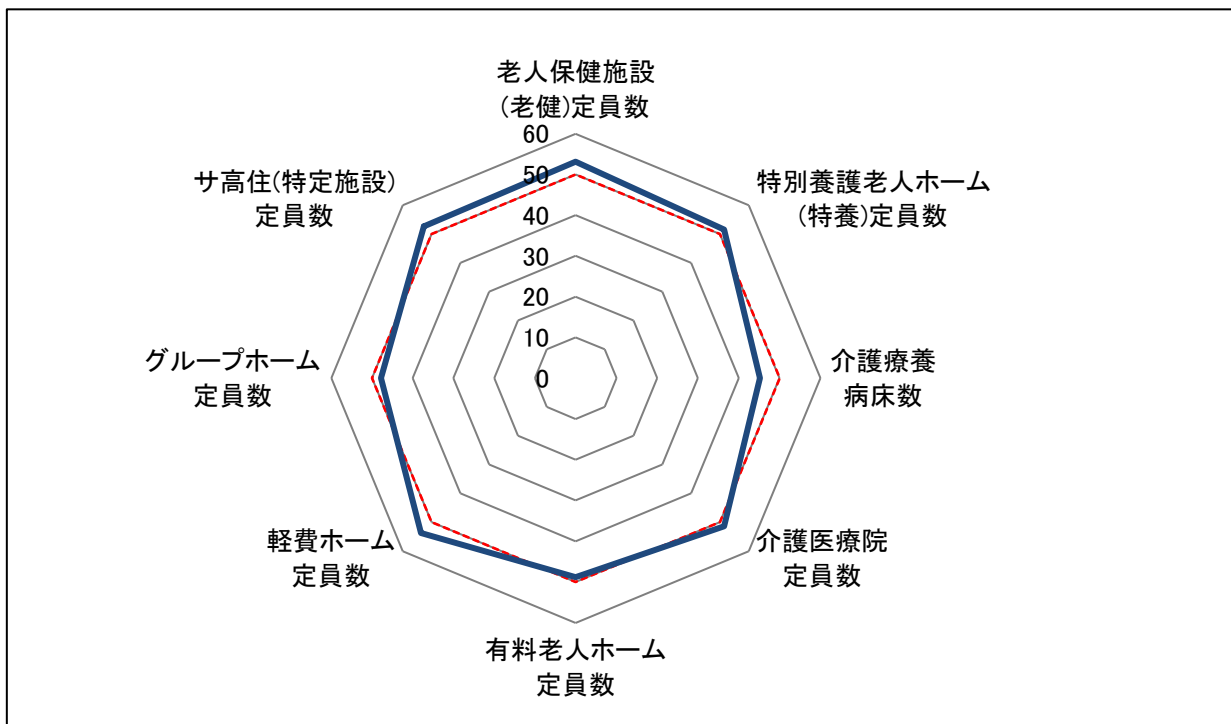 老人保健施設
(老健)定員数
特別養護老人ホーム
(特養)定員数
介護療養
病床数
介護医療院
定員数
有料老人ホーム
定員数
軽費ホーム
定員数
グループホーム
定員数
サ高住(特定施設)
定員数
60
50
40
30
20
10
0